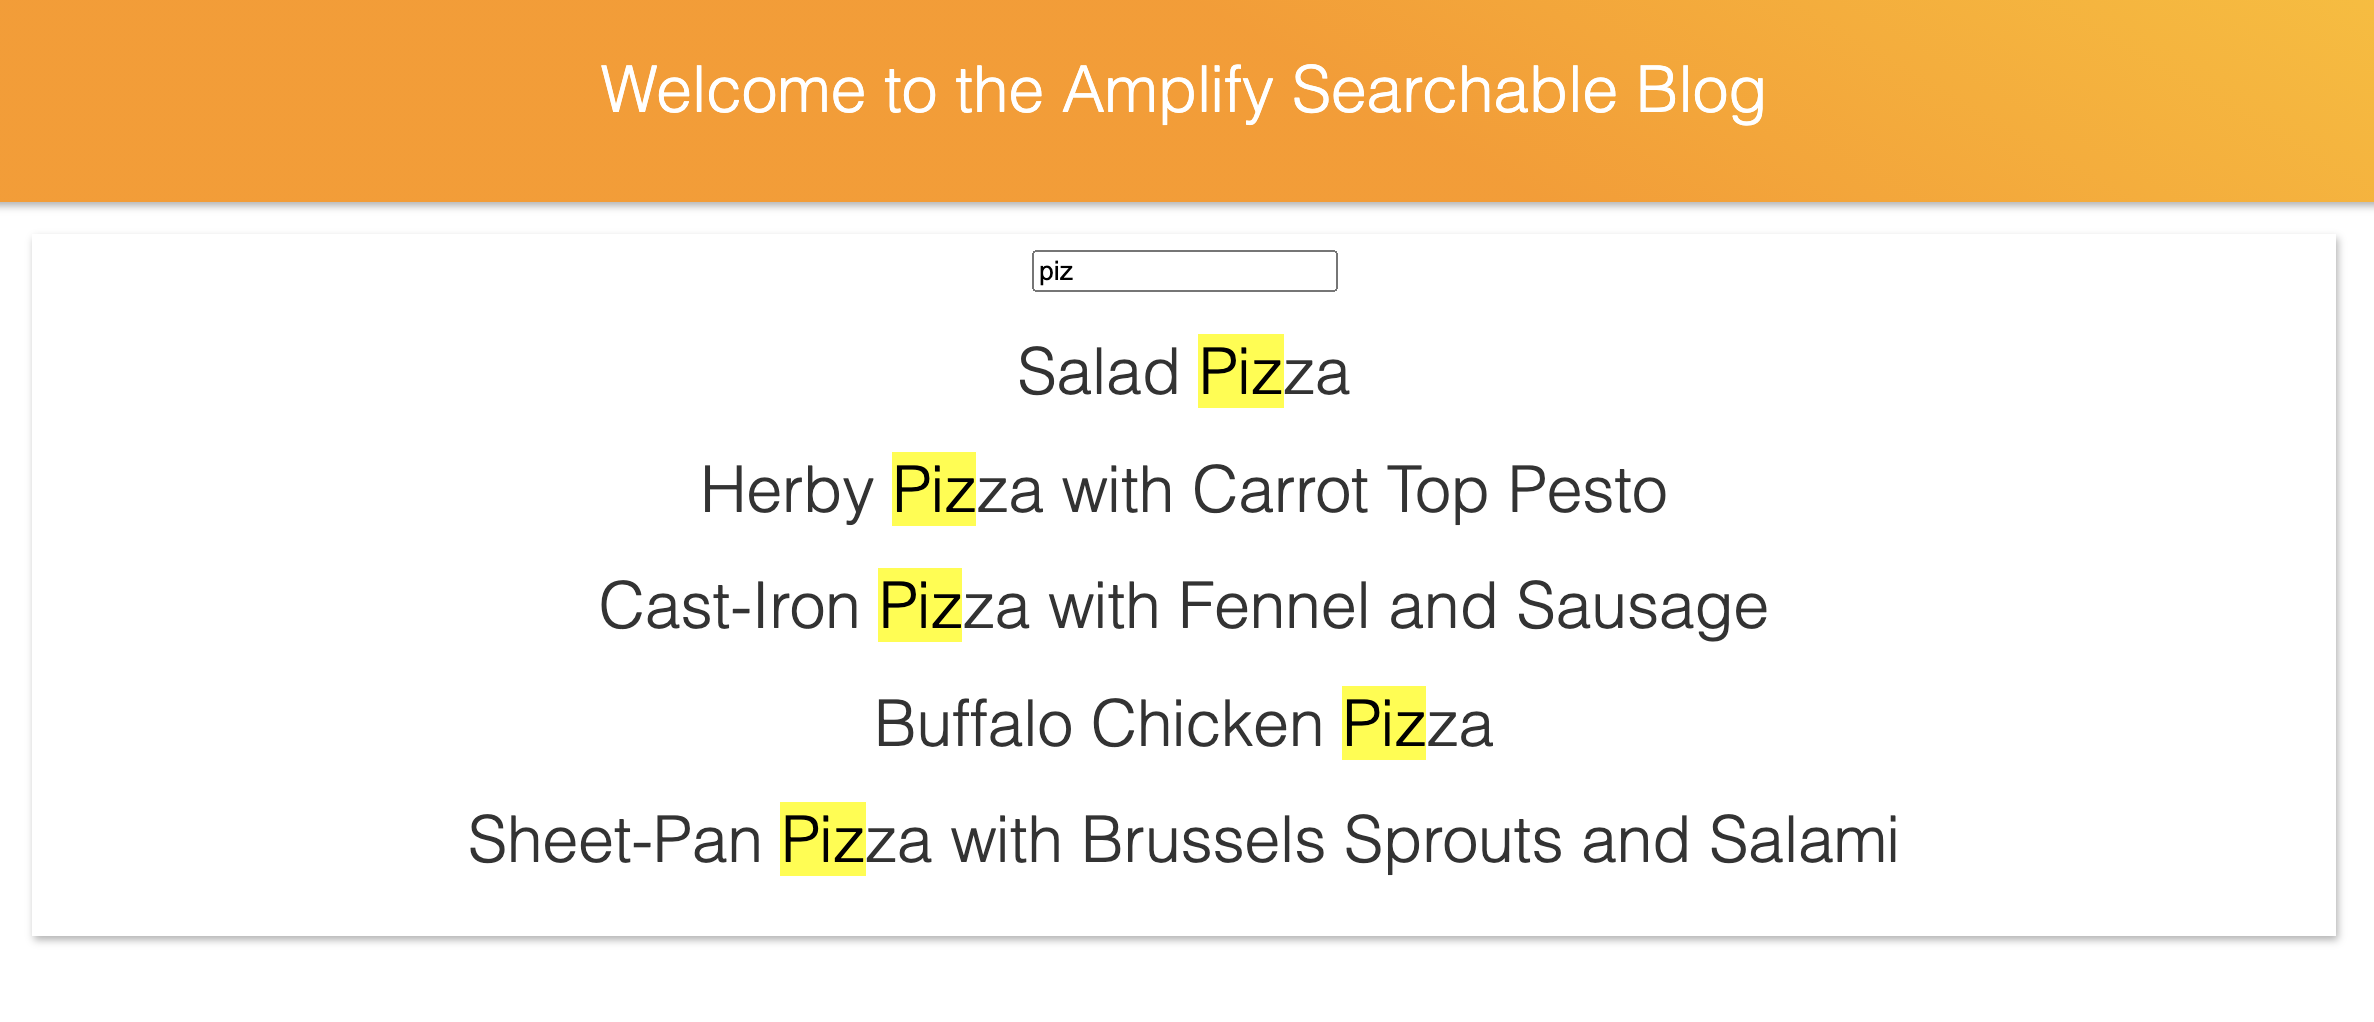 Welcome to the Amplify Searchable Blog
piz
Salad Pizza
Herby Pizza with Carrot Top Pesto
Cast-Iron Pizza with Fennel and Sausage
Buffalo Chicken Pizza
Sheet-Pan Pizza with Brussels Sprouts and Salami